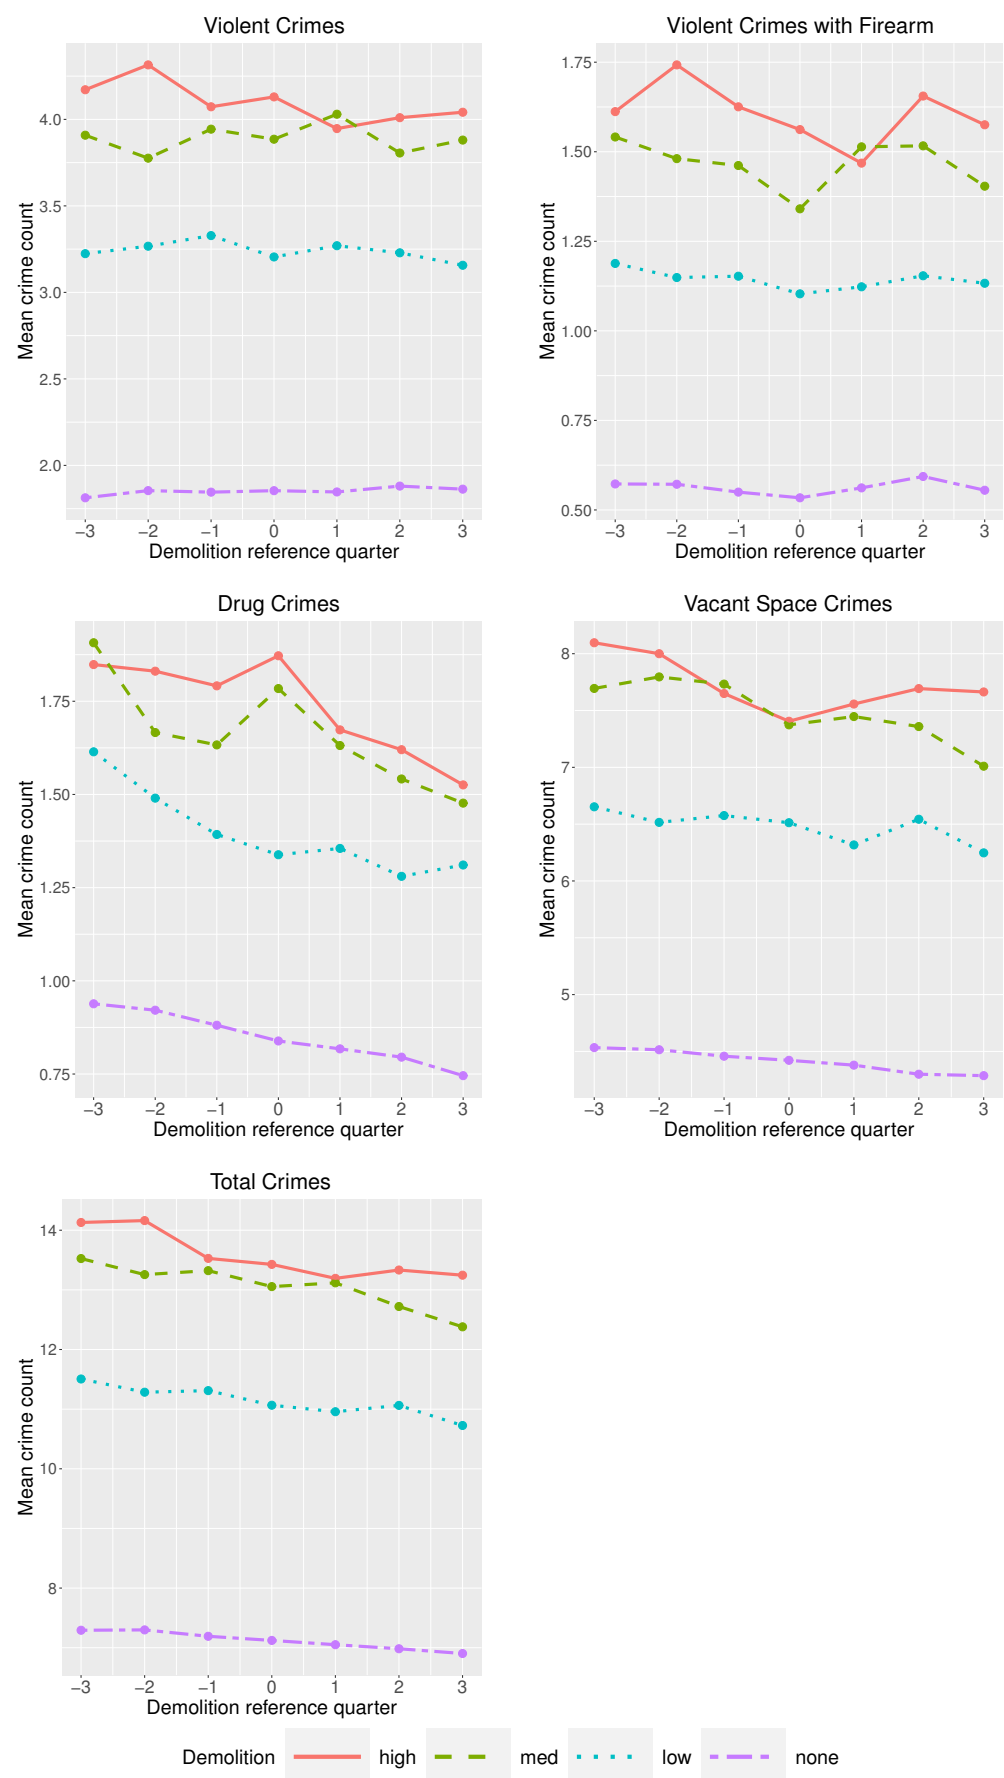 Violent Crimes
Mean crime count
4.0
3.5
3.0
2.5
2.0
−3 −2 −1 0 1 2 3
Demolition reference quarter
Violent Crimes with Firearm
Mean crime count
1.75
1.50
1.25
1.00
0.75
0.50
−3 −2 −1 0 1 2 3
Demolition reference quarter
Drug Crimes
Mean crime count
1.75
1.50
1.25
1.00
0.75
−3 −2 −1 0 1 2 3
Demolition reference quarter
Vacant Space Crimes
Mean crime count
8
7
6
5
−3 −2 −1 0 1 2 3
Demolition reference quarter
Total Crimes
Mean crime count
14
12
10
8
−3 −2 −1 0 1 2 3
Demolition reference quarter
Demolition high med low none